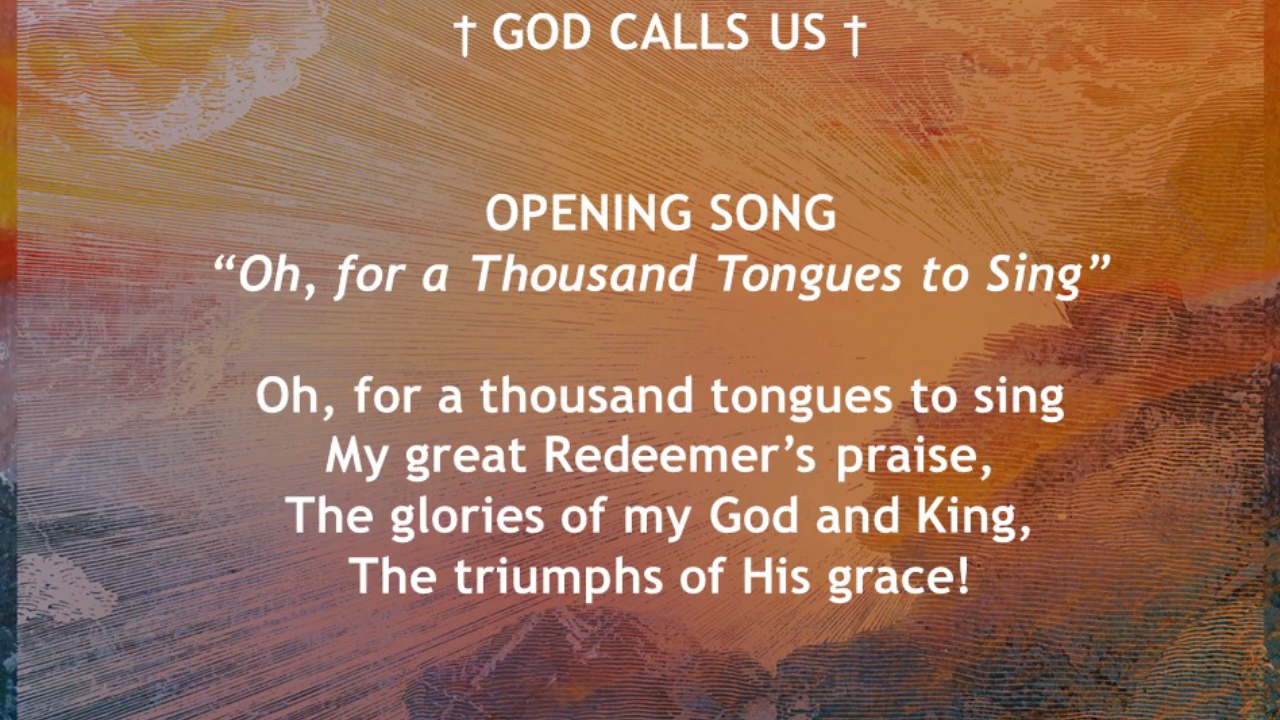 † GOD CALLS US †
OPENING SONG
“Oh, for a Thousand Tongues to Sing”
Oh, for a thousand tongues to sing
My great Redeemer’s praise,
The glories of my God and King,
The triumphs of His grace!